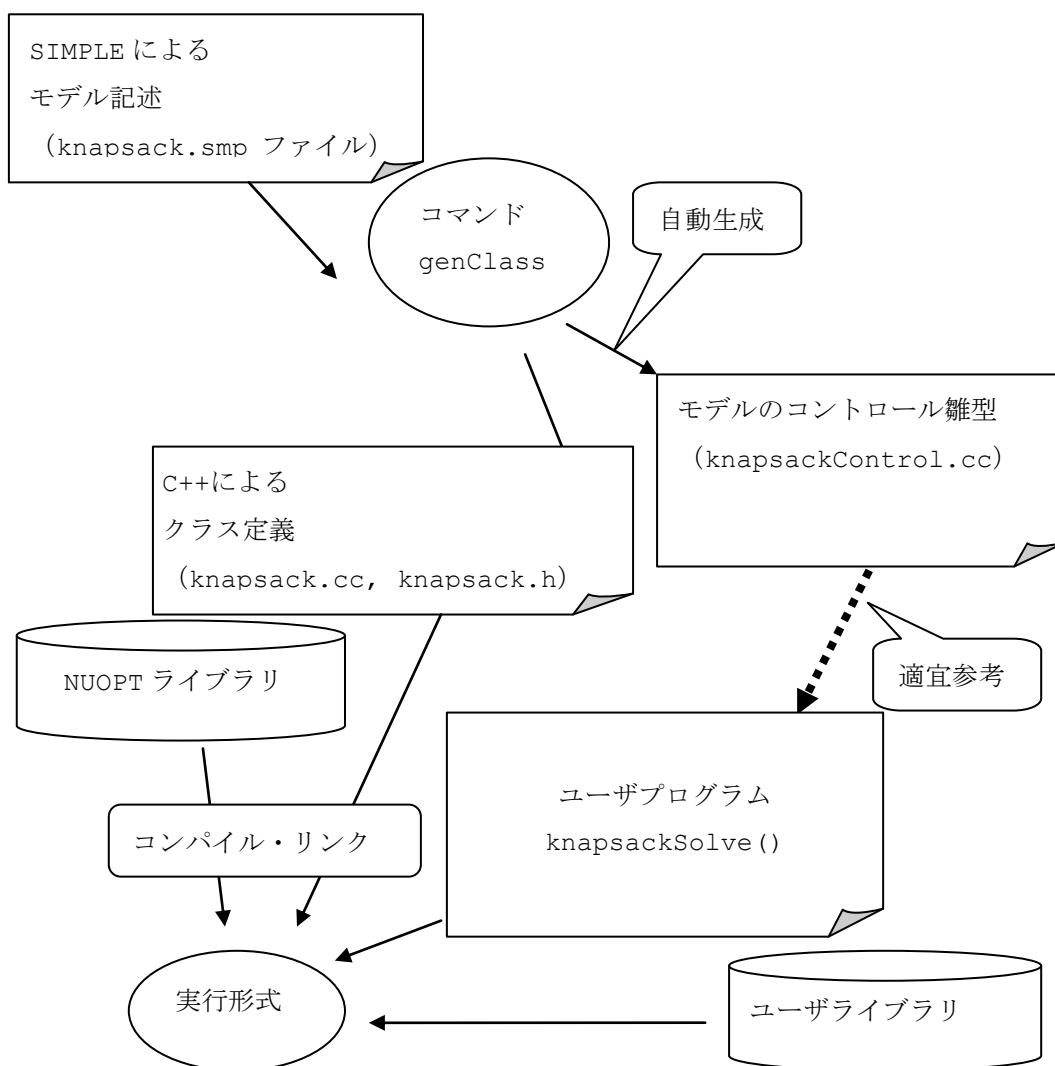 SIMPLE による
モデル記述
（knapsack.smp ファイル）
コマンド
genClass
自動生成
モデルのコントロール雛型
（knapsackControl.cc）
C++による
クラス定義
（knapsack.cc, knapsack.h）
NUOPT ライブラリ
適宜参考
ユーザプログラム
knapsackSolve()
コンパイル・リンク
実行形式
ユーザライブラリ